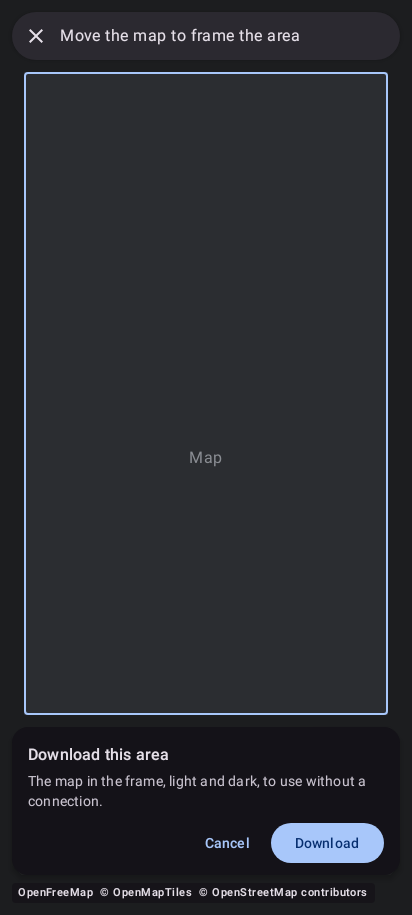 Move the map to frame the area
Map
Download this area
The map in the frame, light and dark, to use without a
connection.
Cancel
Download
OpenFreeMap © OpenMapTiles © OpenStreetMap contributors